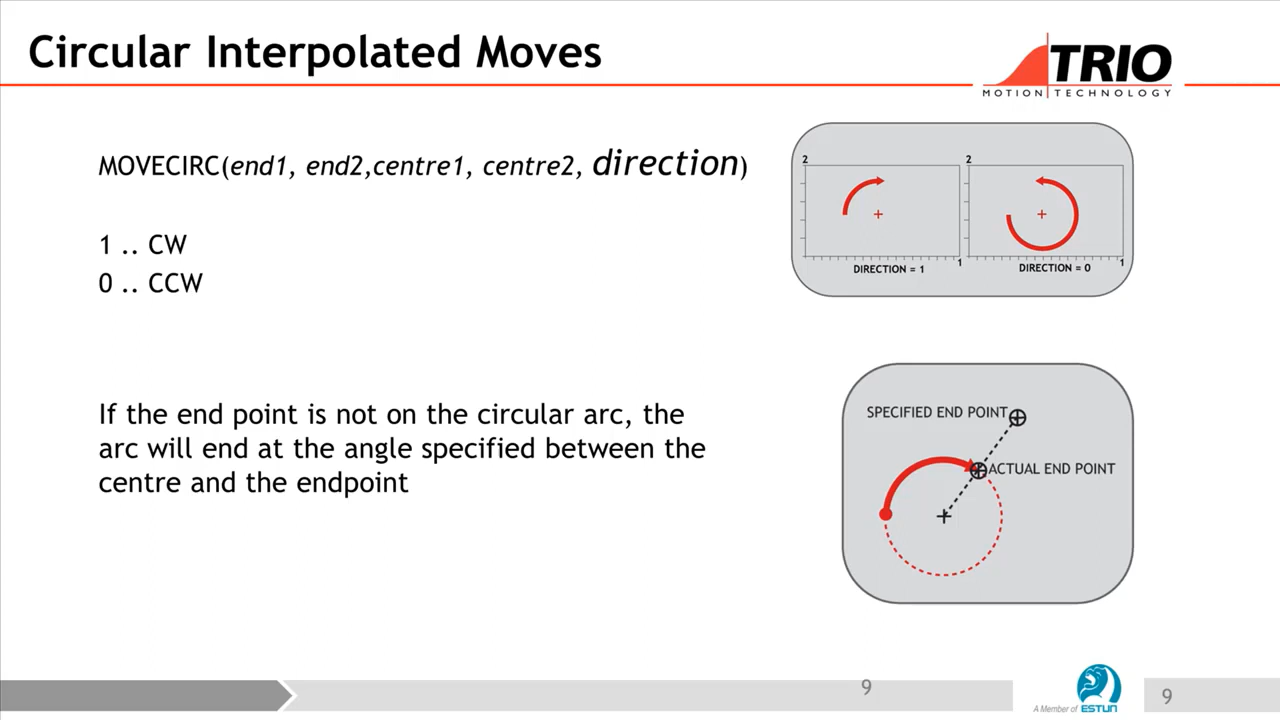 Circular Interpolated Moves
TRIO
MOTION TECHNOLOGY
MOVECIRC(end1, end2,centre1, centre2, direction)
1 .. CW
0 .. CCW
2
2
1
1
DIRECTION = 1
DIRECTION = 0
If the end point is not on the circular arc, the
arc will end at the angle specified between the
centre and the endpoint
SPECIFIED END POINT
ACTUAL END POINT
9
A Member of ESTUN
9